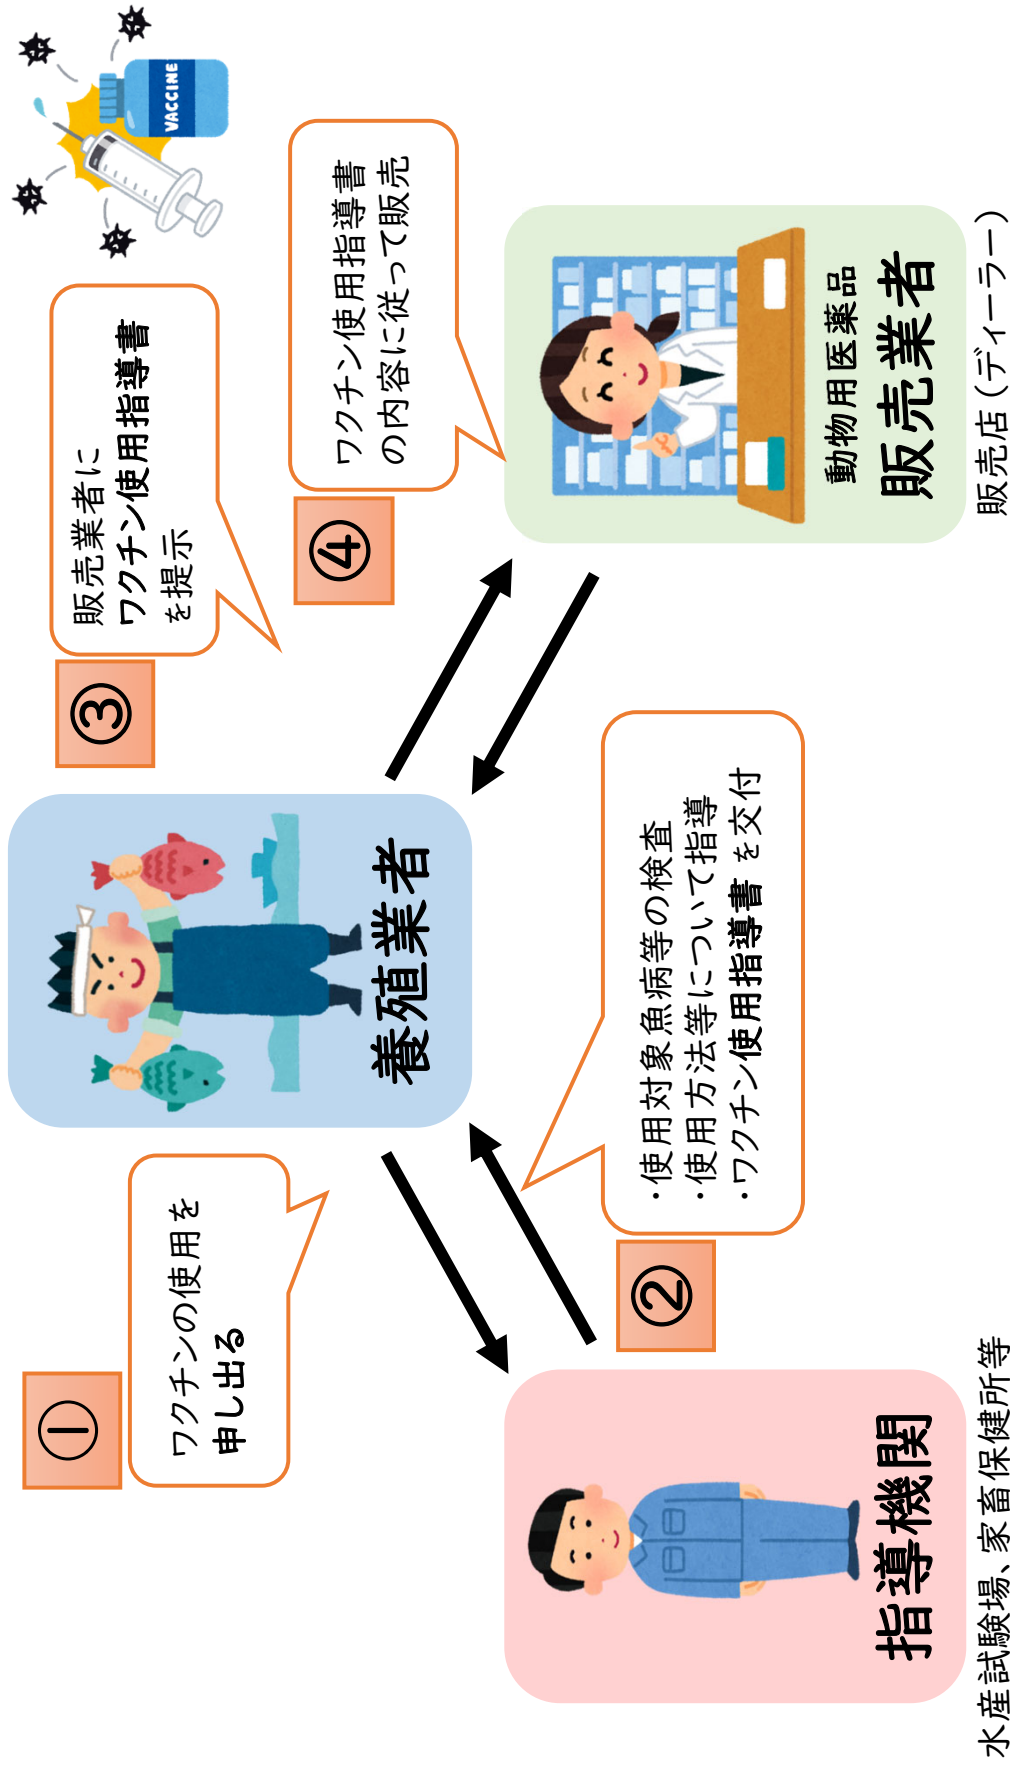 ①
ワクチンの使用を
申し出る
②
・使用対象魚病等の検査
・使用方法等について指導
・ワクチン使用指導書 を交付
③
販売業者に
ワクチン使用指導書
を提示
④
ワクチン使用指導書
の内容に従って販売
VACCINE
養殖業者
指導機関
水産試験場、家畜保健所等
動物用医薬品
販売業者
販売店（ディーラー）